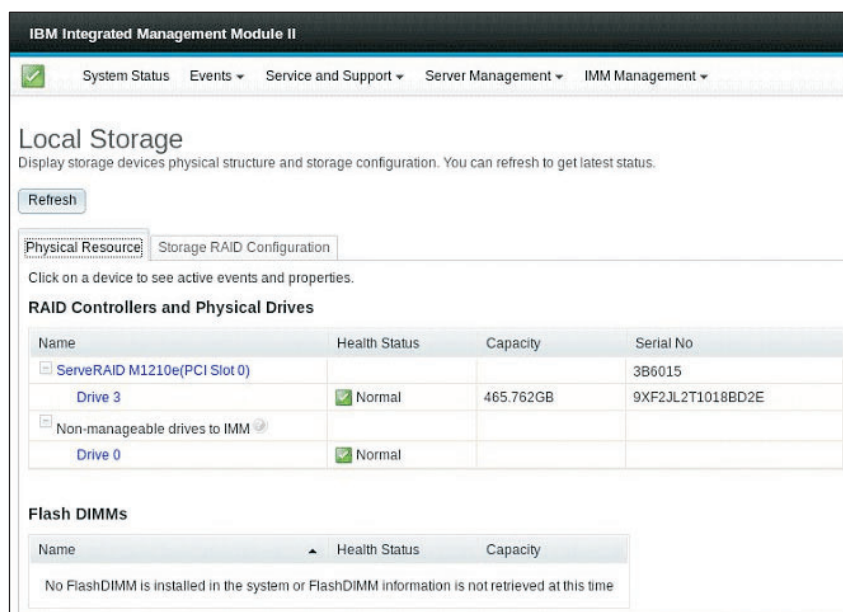 IBM Integrated Management Module II
System Status Events Service and Support Server Management IMM Management
Local Storage
Display storage devices physical structure and storage configuration. You can refresh to get latest status.
Refresh
Physical Resource Storage RAID Configuration
Click on a device to see active events and properties.
RAID Controllers and Physical Drives
Name Health Status Capacity Serial No
ServeRAID M1210e(PCI Slot 0) 3B6015
Drive 3 Normal 465.762GB 9XF2JL2T1018BD2E
Non-manageable drives to IMM
Drive 0 Normal
Flash DIMMs
Name Health Status Capacity
No FlashDIMM is installed in the system or FlashDIMM information is not retrieved at this time